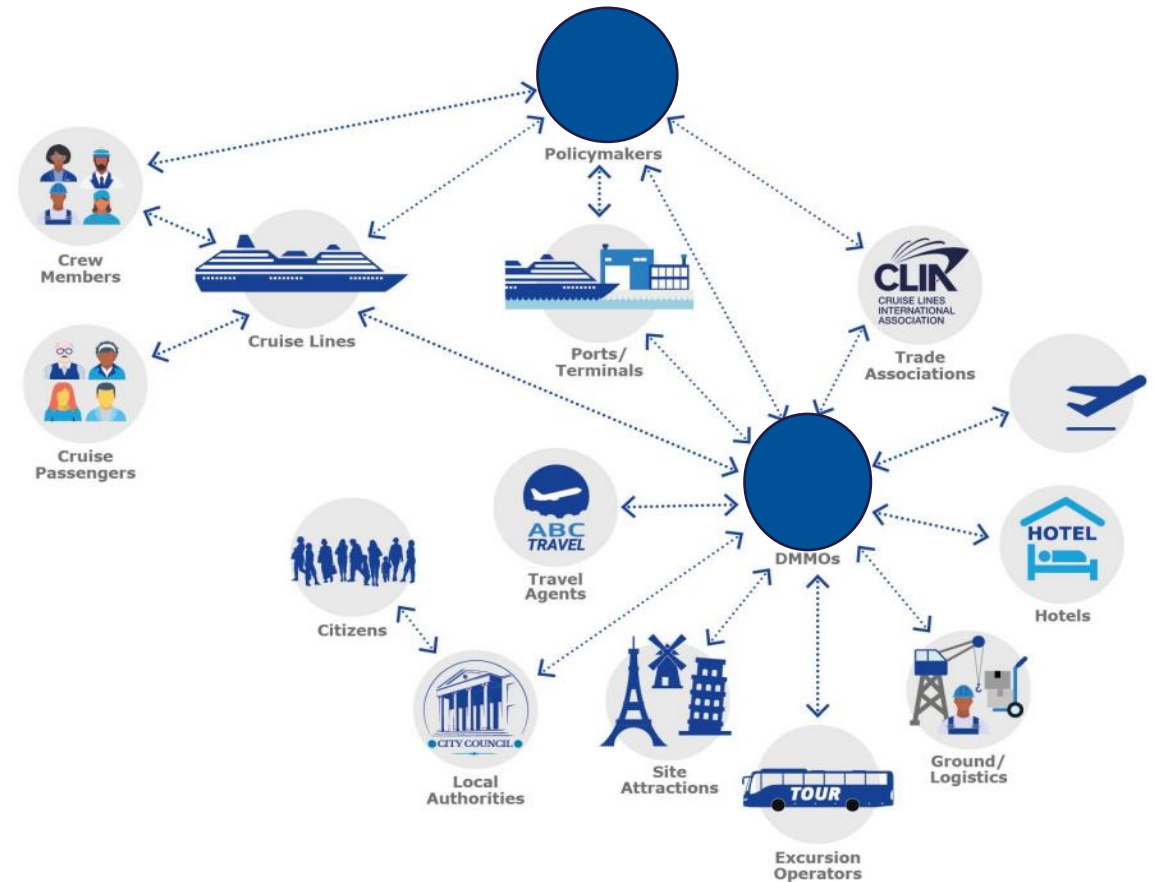 Policymakers
Crew
Members
Cruise Lines
Ports/
Terminals
CLIA
CRUISE LINES
INTERNATIONAL
ASSOCIATION
Trade
Associations
Cruise
Passengers
ABC
TRAVEL
Travel
Agents
DMMOs
HOTEL
Hotels
Citizens
CITY COUNCIL
Local
Authorities
Site
Attractions
TOUR
Excursion
Operators
Ground/
Logistics